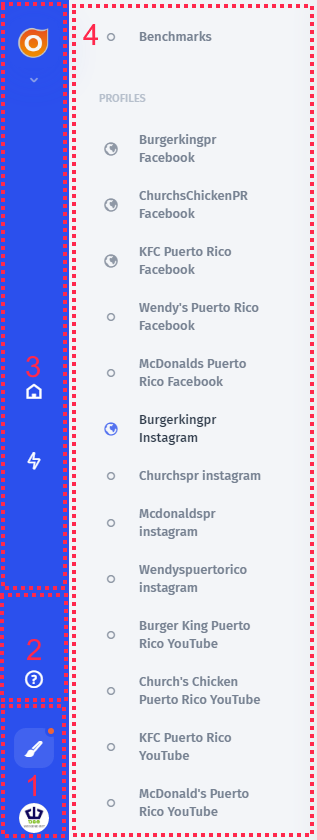 4
Benchmarks
PROFILES
Burgerkingpr
Facebook
ChurchsChickenPR
Facebook
KFC Puerto Rico
Facebook
Wendy's Puerto Rico
Facebook
McDonalds Puerto
Rico Facebook
Burgerkingpr
Instagram
Churchspr instagram
Mcdonaldspr
instagram
Wendyspuertorico
instagram
Burger King Puerto
Rico YouTube
Church's Chicken
Puerto Rico YouTube
KFC Puerto Rico
YouTube
McDonald's Puerto
Rico YouTube
3
2
?
1